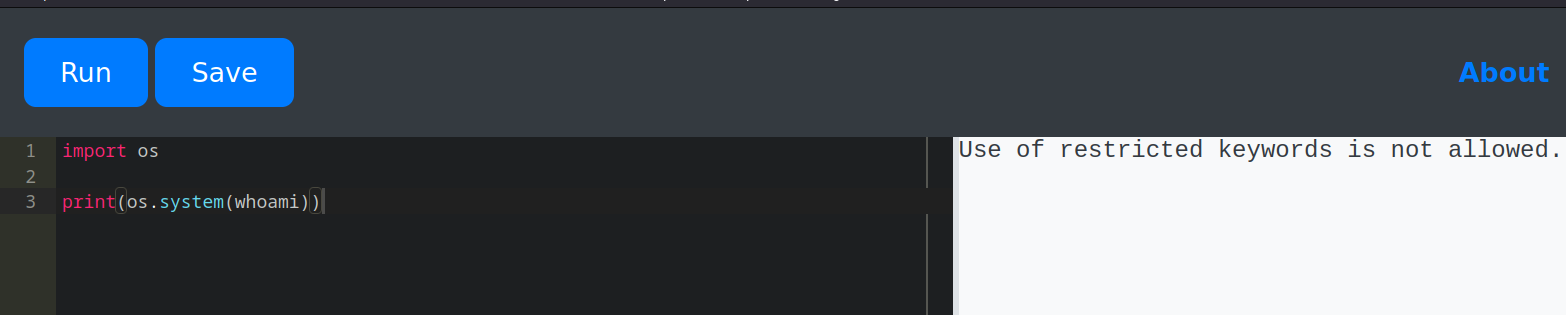 Run Save About
1 import os
2
3 print(os.system(whoami))
Use of restricted keywords is not allowed.